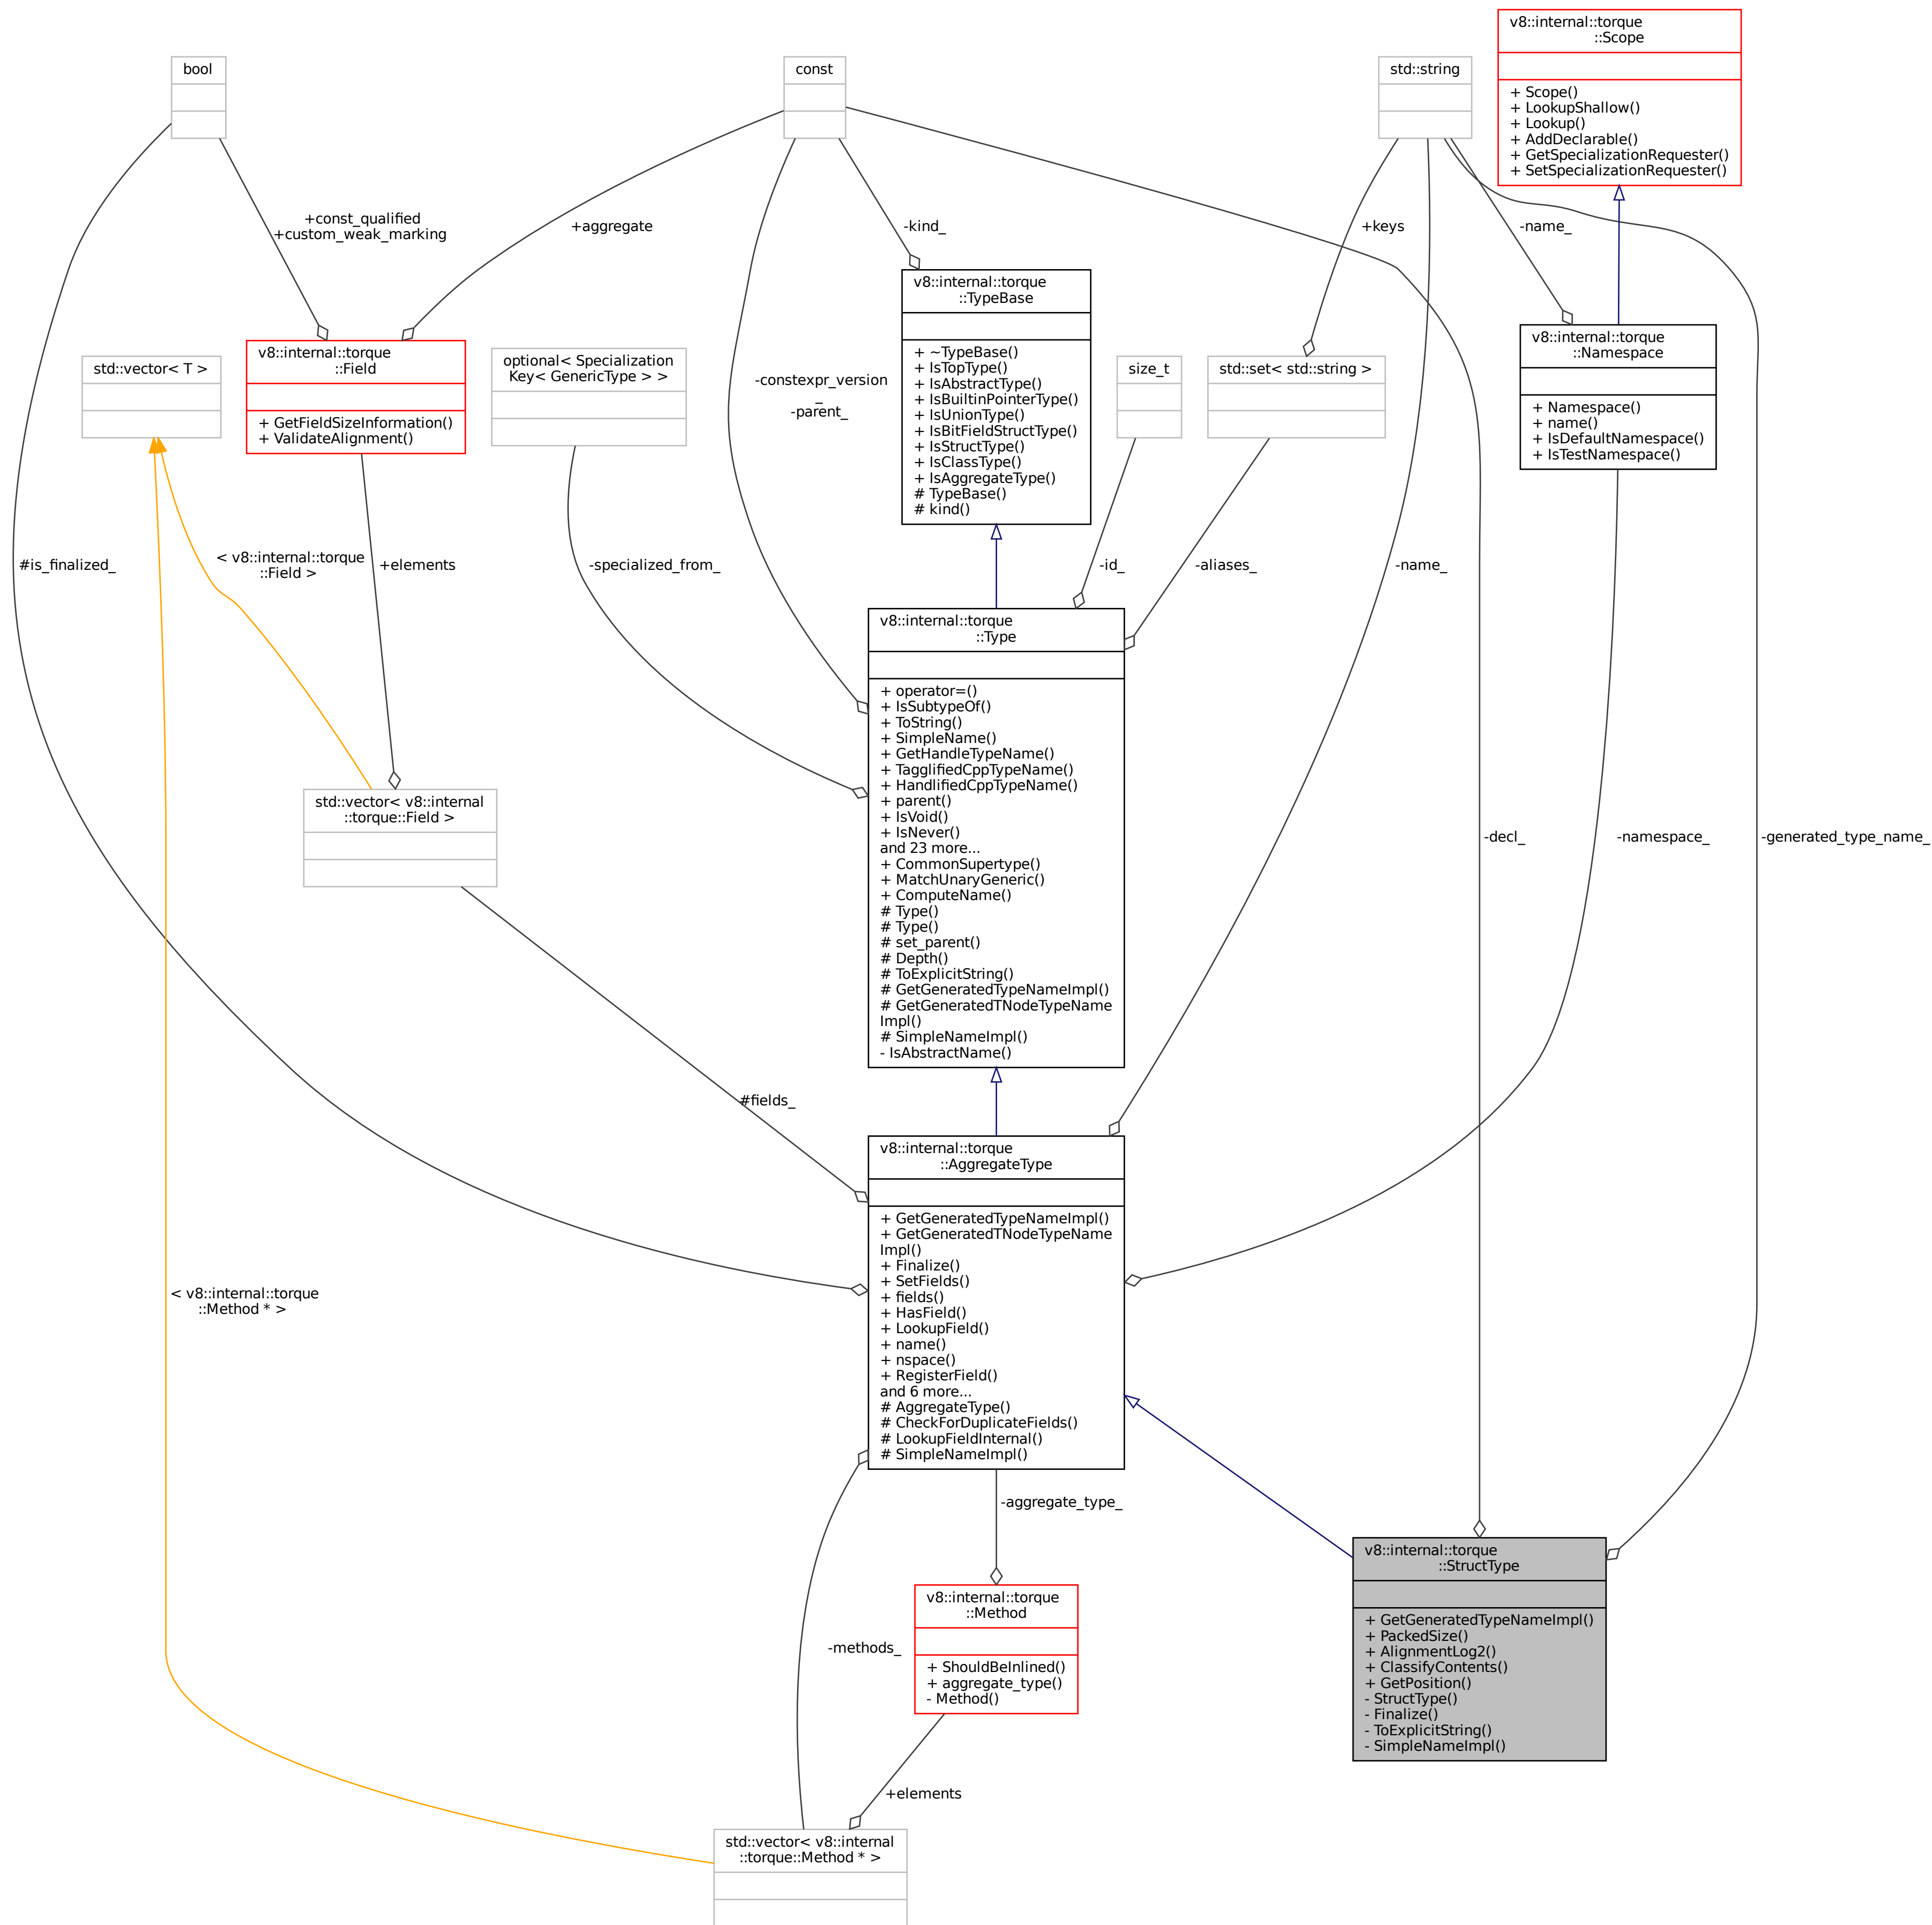 v8::internal::torque
::Scope
+ Scope()
+ LookupShallow()
+ Lookup()
+ AddDeclarable()
+ GetSpecializationRequester()
+ SetSpecializationRequester()
bool
const
std::string
+const_qualified
+custom_weak_marking
+aggregate
-kind_
+keys
-name_
v8::internal::torque
::TypeBase
+ ~TypeBase()
+ IsTopType()
+ IsAbstractType()
+ IsBuiltinPointerType()
+ IsUnionType()
+ IsBitFieldStructType()
+ IsStructType()
+ IsClassType()
+ IsAggregateType()
# TypeBase()
# kind()
v8::internal::torque
::Namespace
+ Namespace()
+ name()
+ IsDefaultNamespace()
+ IsTestNamespace()
v8::internal::torque
::Field
+ GetFieldSizeInformation()
+ ValidateAlignment()
std::vector< T >
optional< Specialization
Key< GenericType > >
-constexpr_version
_
-parent_
size_t
std::set< std::string >
#is_finalized_
< v8::internal::torque
::Field >
+elements
-specialized_from_
-id_
-aliases_
-name_
v8::internal::torque
::Type
+ operator=()
+ IsSubtypeOf()
+ ToString()
+ SimpleName()
+ GetHandleTypeName()
+ TagglifiedCppTypeName()
+ HandlifiedCppTypeName()
+ parent()
+ IsVoid()
+ IsNever()
and 23 more...
+ CommonSupertype()
+ MatchUnaryGeneric()
+ ComputeName()
# Type()
# Type()
# set_parent()
# Depth()
# ToExplicitString()
# GetGeneratedTypeNameImpl()
# GetGeneratedTNodeTypeName
Impl()
# SimpleNameImpl()
- IsAbstractName()
std::vector< v8::internal
::torque::Field >
-decl_
-namespace_
-generated_type_name_
#fields_
v8::internal::torque
::AggregateType
+ GetGeneratedTypeNameImpl()
+ GetGeneratedTNodeTypeName
Impl()
+ Finalize()
+ SetFields()
+ fields()
+ HasField()
+ LookupField()
+ name()
+ nspace()
+ RegisterField()
and 6 more...
# AggregateType()
# CheckForDuplicateFields()
# LookupFieldInternal()
# SimpleNameImpl()
< v8::internal::torque
::Method * >
-aggregate_type_
v8::internal::torque
::StructType
+ GetGeneratedTypeNameImpl()
+ PackedSize()
+ AlignmentLog2()
+ ClassifyContents()
+ GetPosition()
- StructType()
- Finalize()
- ToExplicitString()
- SimpleNameImpl()
-methods_
v8::internal::torque
::Method
+ ShouldBeInlined()
+ aggregate_type()
- Method()
+elements
std::vector< v8::internal
::torque::Method * >